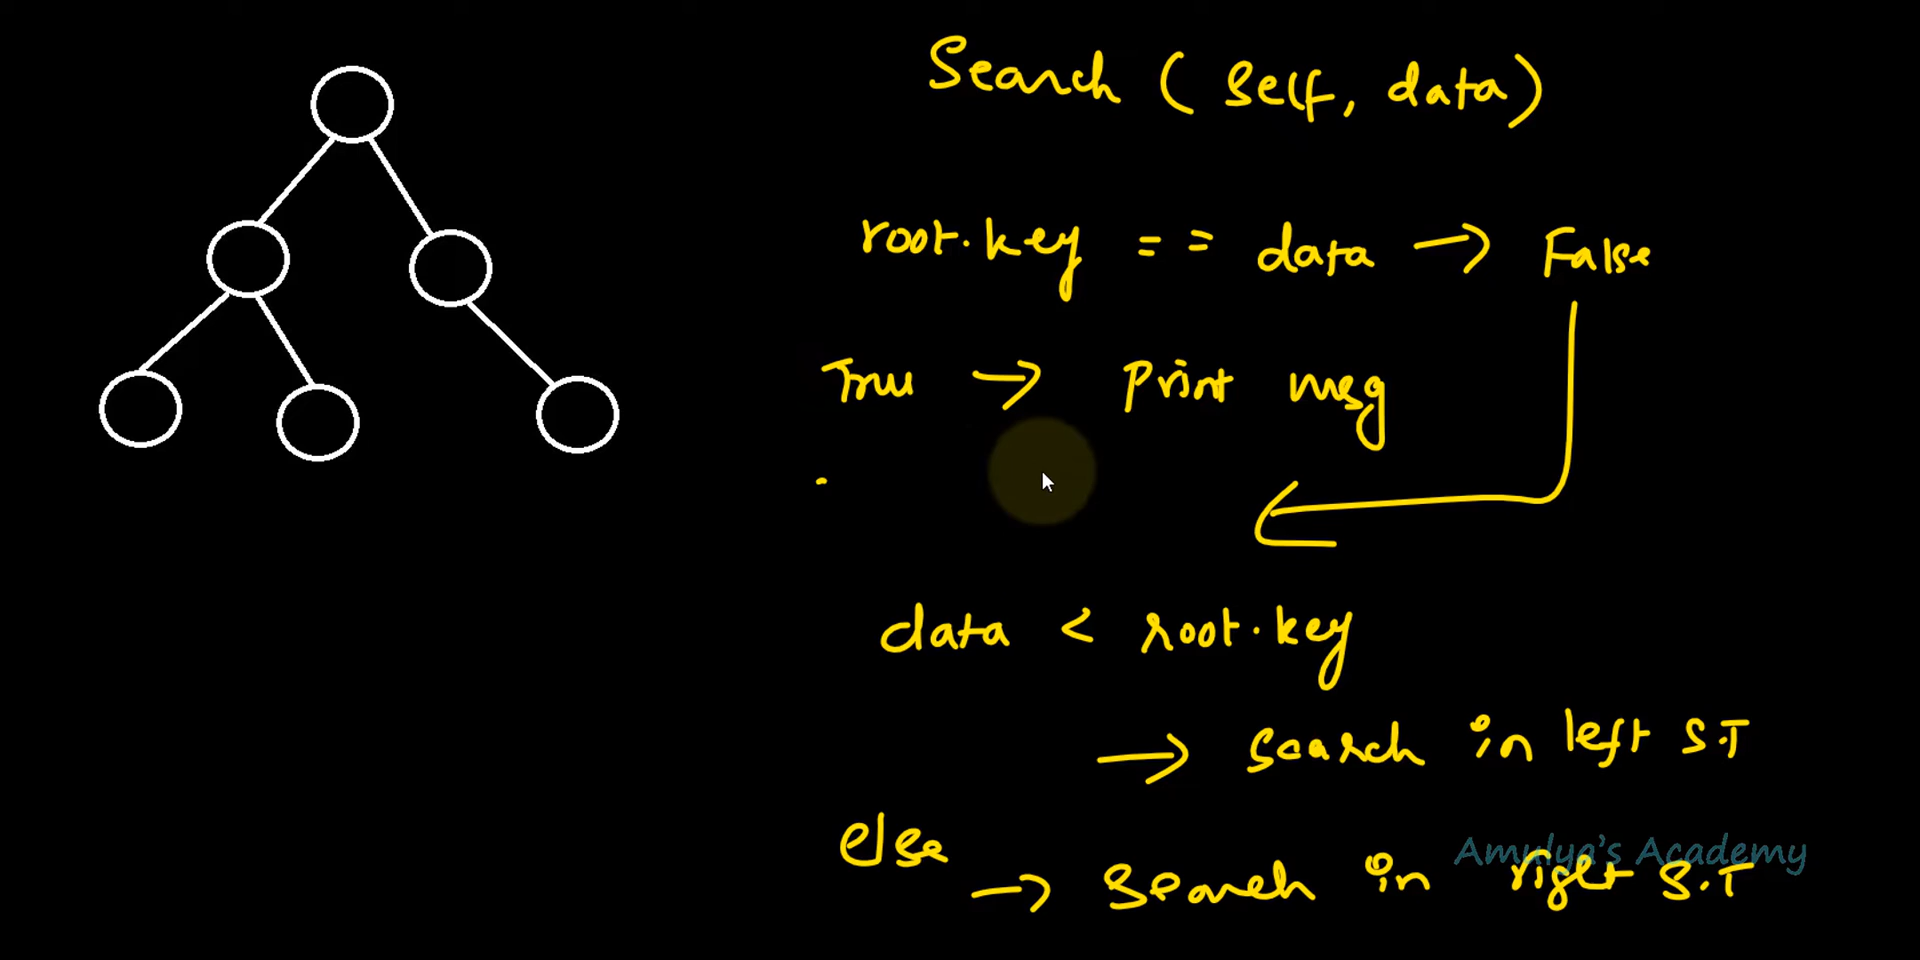 Search ( self, data )
root.key == data → False
True → Print msg
data < root.key
→ search in left S.T
else
→ search in right S.T
Amulya's Academy